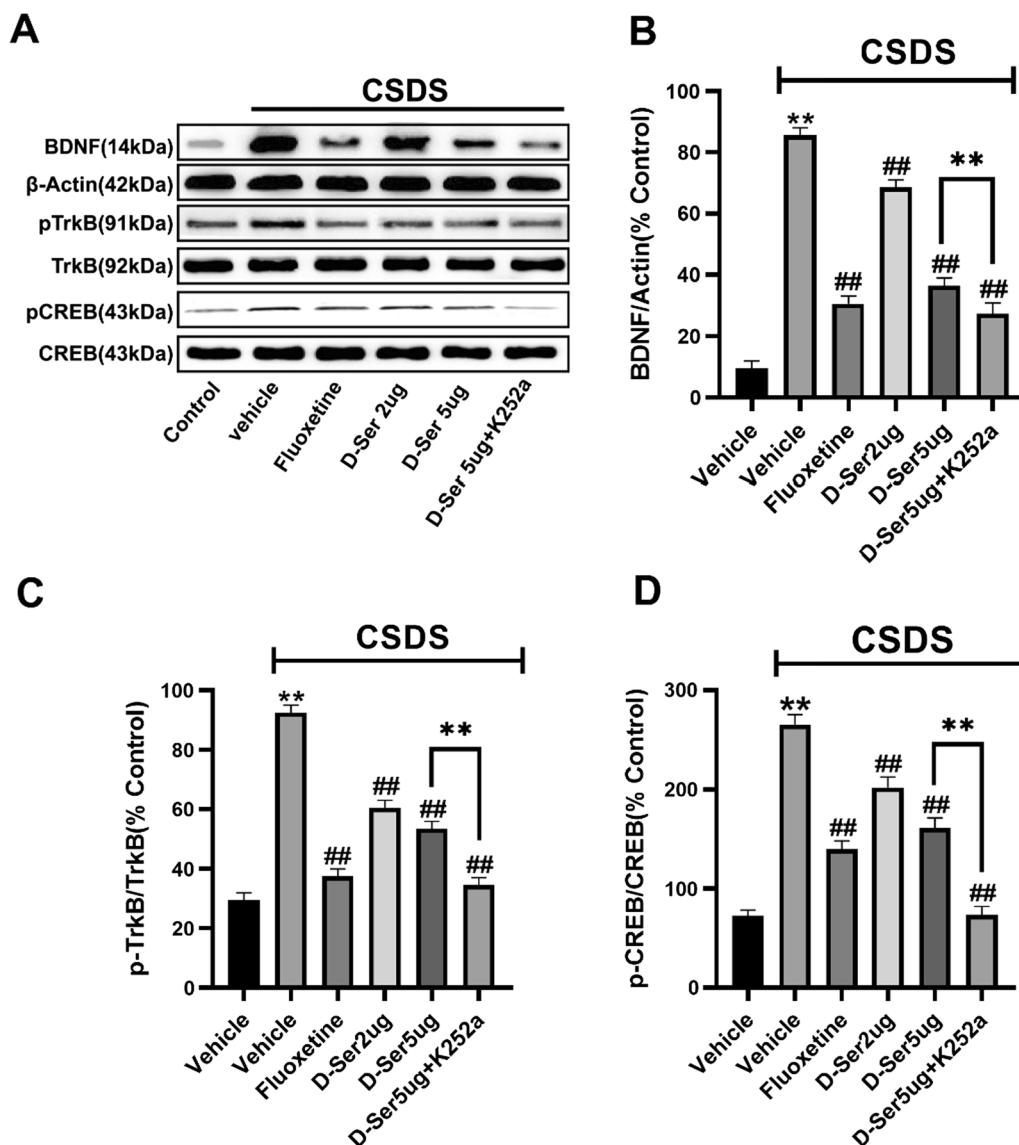 A
CSDS
BDNF(14kDa)
β-Actin(42kDa)
pTrkB(91kDa)
TrkB(92kDa)
pCREB(43kDa)
CREB(43kDa)
Control
vehicle
Fluoxetine
D-Ser 2ug
D-Ser 5ug
D-Ser 5ug+K252a
B
CSDS
BDNF/Actin(% Control)
100
80
60
40
20
0
**
##
##
**
##
##
Vehicle
Vehicle
Fluoxetine
D-Ser2ug
D-Ser5ug
D-Ser5ug+K252a
C
CSDS
p-TrkB/TrkB(% Control)
100
80
60
40
20
0
**
##
##
**
##
##
Vehicle
Vehicle
Fluoxetine
D-Ser2ug
D-Ser5ug
D-Ser5ug+K252a
D
CSDS
p-CREB/CREB(% Control)
300
200
100
0
**
##
##
**
##
##
Vehicle
Vehicle
Fluoxetine
D-Ser2ug
D-Ser5ug
D-Ser5ug+K252a